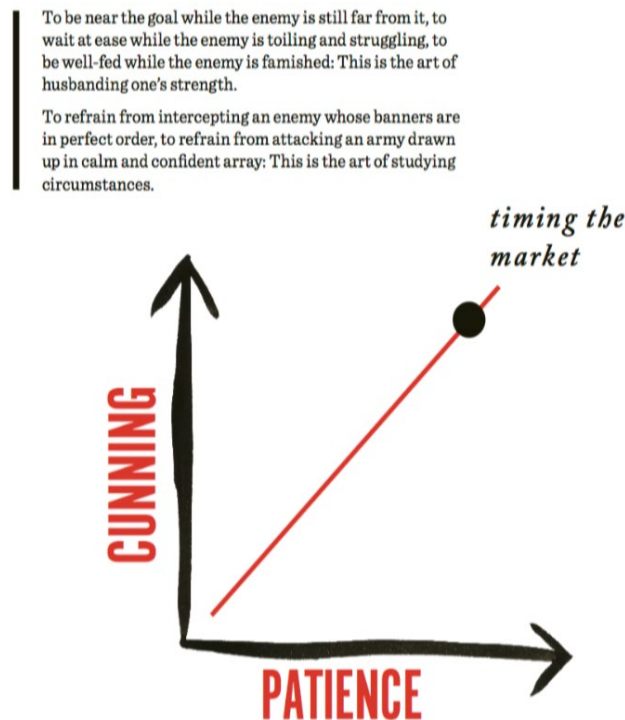 To be near the goal while the enemy is still far from it, to
wait at ease while the enemy is toiling and struggling, to
be well-fed while the enemy is famished: This is the art of
husbanding one's strength.
To refrain from intercepting an enemy whose banners are
in perfect order, to refrain from attacking an army drawn
up in calm and confident array: This is the art of studying
circumstances.
timing the
market
CUNNING
PATIENCE